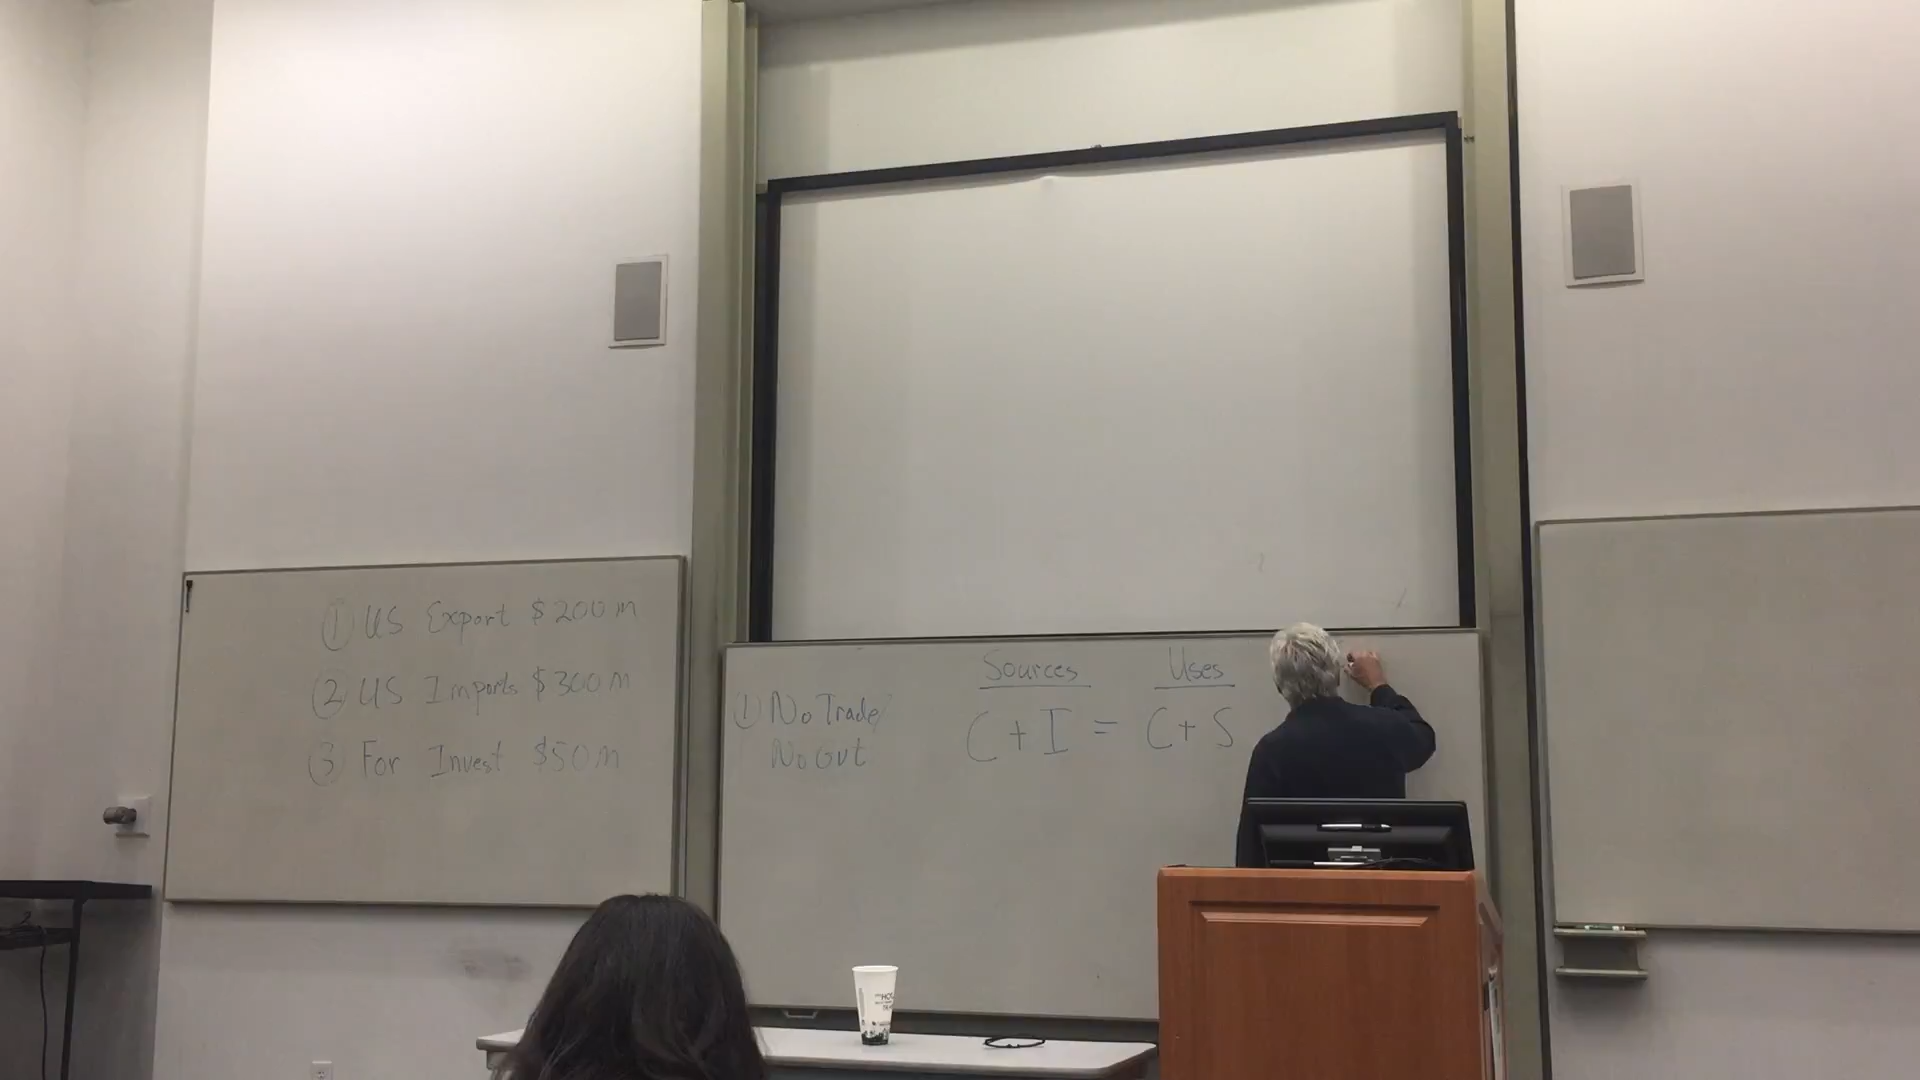 ① US Export $200m
② US Imports $300m
③ For Invest $50m
Sources Uses
① No Trade/
No Gvt
C + I = C + S